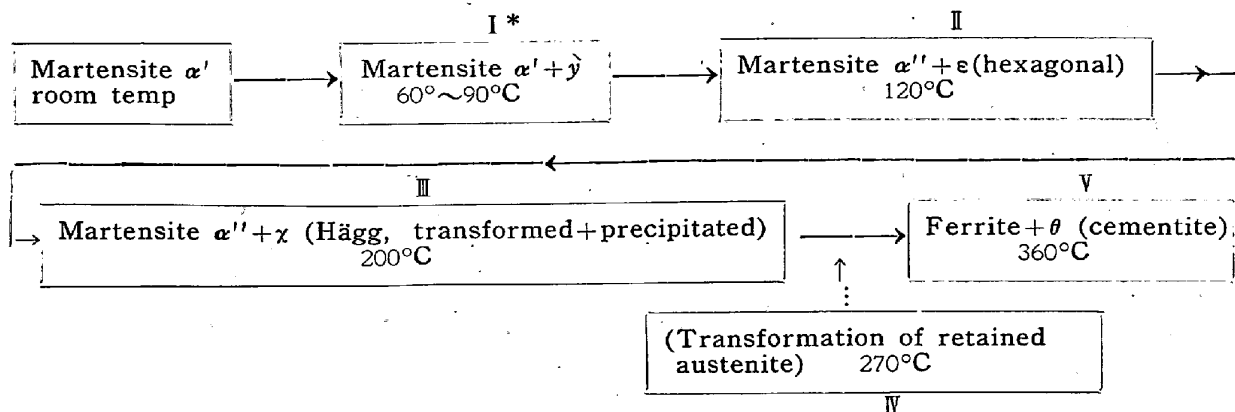 I *
II
Martensite α' 
room temp
Martensite α' + ỳ
60°~90°C
Martensite α'' + ε (hexagonal)
120°C
III
V
Martensite α'' + χ (Hägg, transformed + precipitated)
200°C
Ferrite + θ (cementite)
360°C
(Transformation of retained
austenite) 270°C
IV